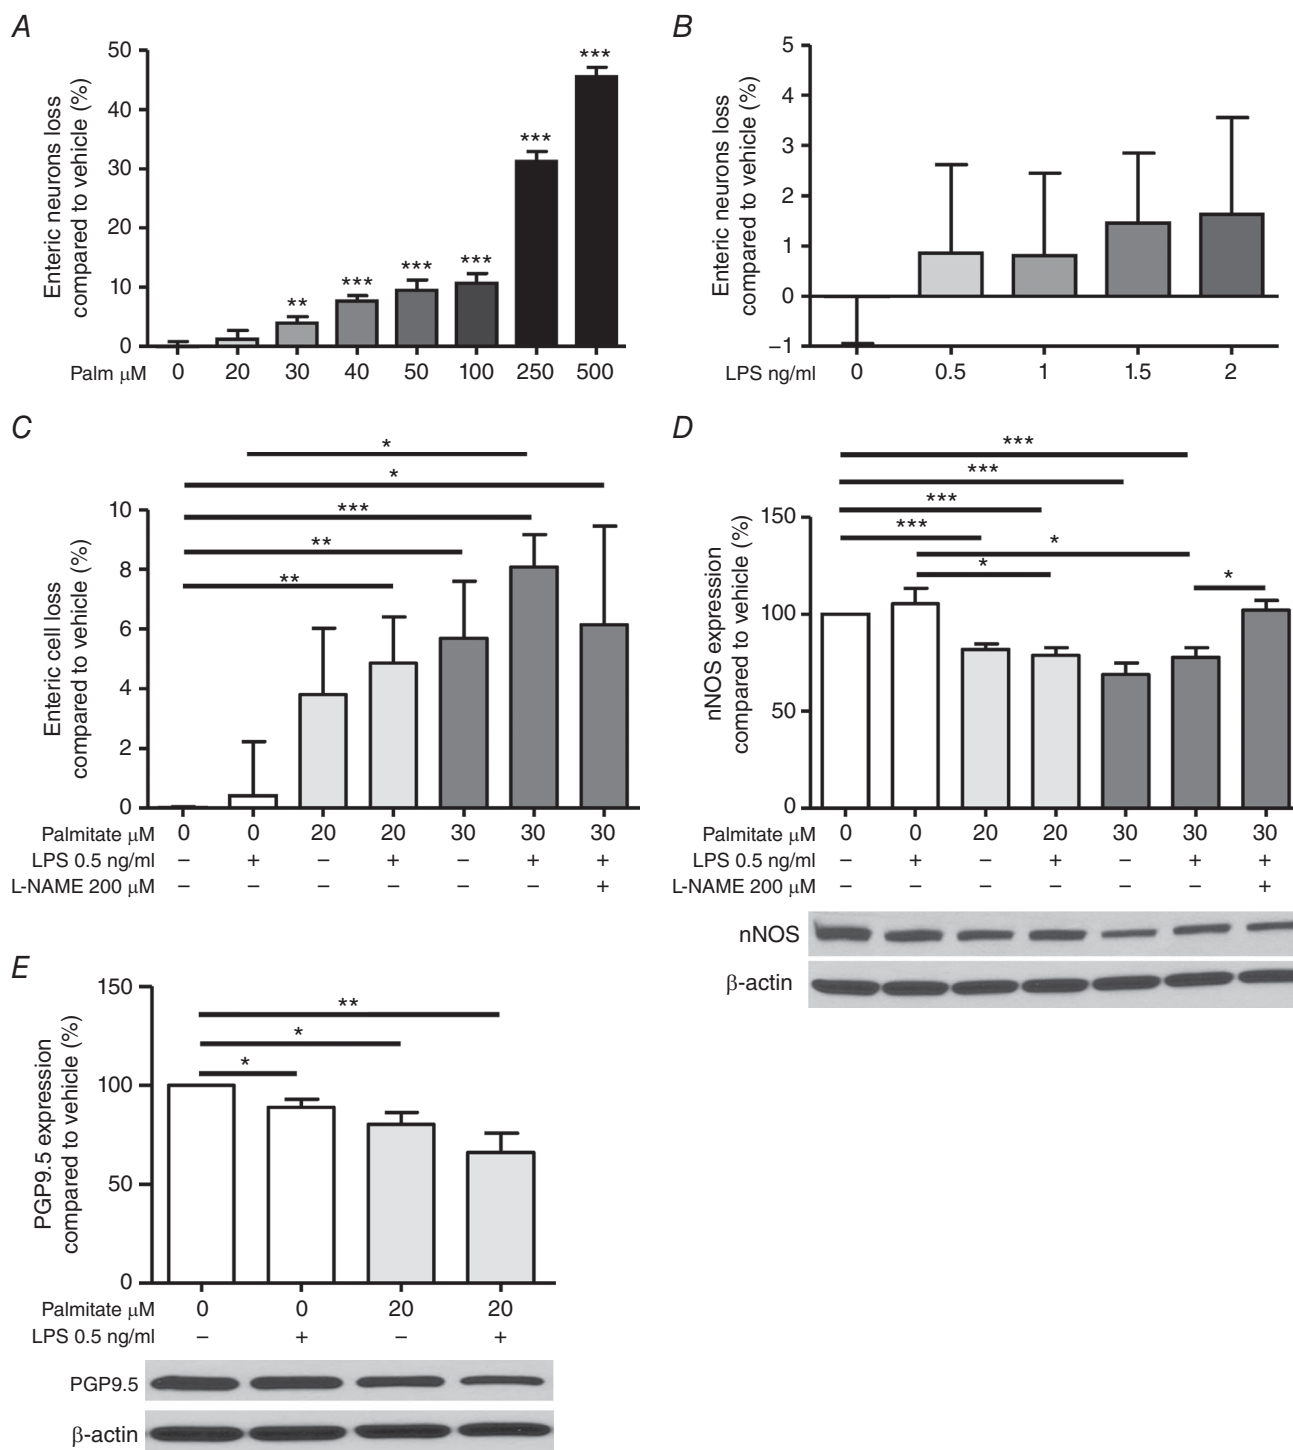 A
Enteric neurons loss
compared to vehicle (%)
50
40
30
20
10
0
** *** *** *** *** ***
Palm μM 0 20 30 40 50 100 250 500
B
Enteric neurons loss
compared to vehicle (%)
5
4
3
2
1
0
−1
LPS ng/ml 0 0.5 1 1.5 2
C
*
*
***
**
**
Enteric cell loss
compared to vehicle (%)
10
8
6
4
2
0
Palmitate μM 0 0 20 20 30 30 30
LPS 0.5 ng/ml − + − + − + +
L-NAME 200 μM − − − − − − +
D
***
***
***
***
*
*
*
nNOS expression
compared to vehicle (%)
150
100
50
0
Palmitate μM 0 0 20 20 30 30 30
LPS 0.5 ng/ml − + − + − + +
L-NAME 200 μM − − − − − − +
nNOS
β-actin
E
**
*
*
PGP9.5 expression
compared to vehicle (%)
150
100
50
0
Palmitate μM 0 0 20 20
LPS 0.5 ng/ml − + − +
PGP9.5
β-actin